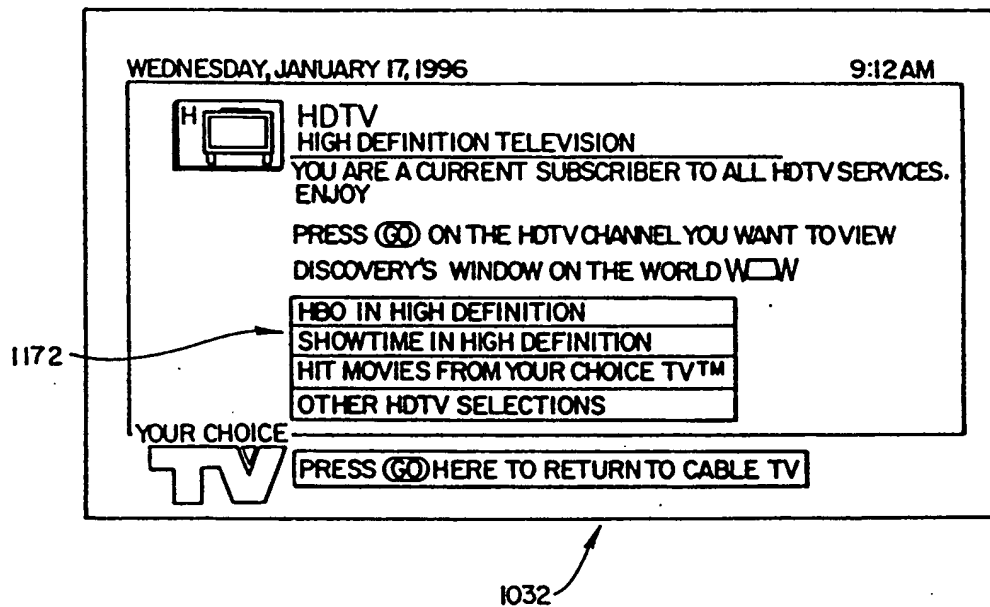 WEDNESDAY, JANUARY 17, 1996 9:12 AM
H HDTV
HIGH DEFINITION TELEVISION
YOU ARE A CURRENT SUBSCRIBER TO ALL HDTV SERVICES.
ENJOY
PRESS GO ON THE HDTV CHANNEL YOU WANT TO VIEW
DISCOVERY'S WINDOW ON THE WORLD WOW
HBO IN HIGH DEFINITION
1172
SHOWTIME IN HIGH DEFINITION
HIT MOVIES FROM YOUR CHOICE TV™
OTHER HDTV SELECTIONS
YOUR CHOICE
TV
PRESS GO HERE TO RETURN TO CABLE TV
1032